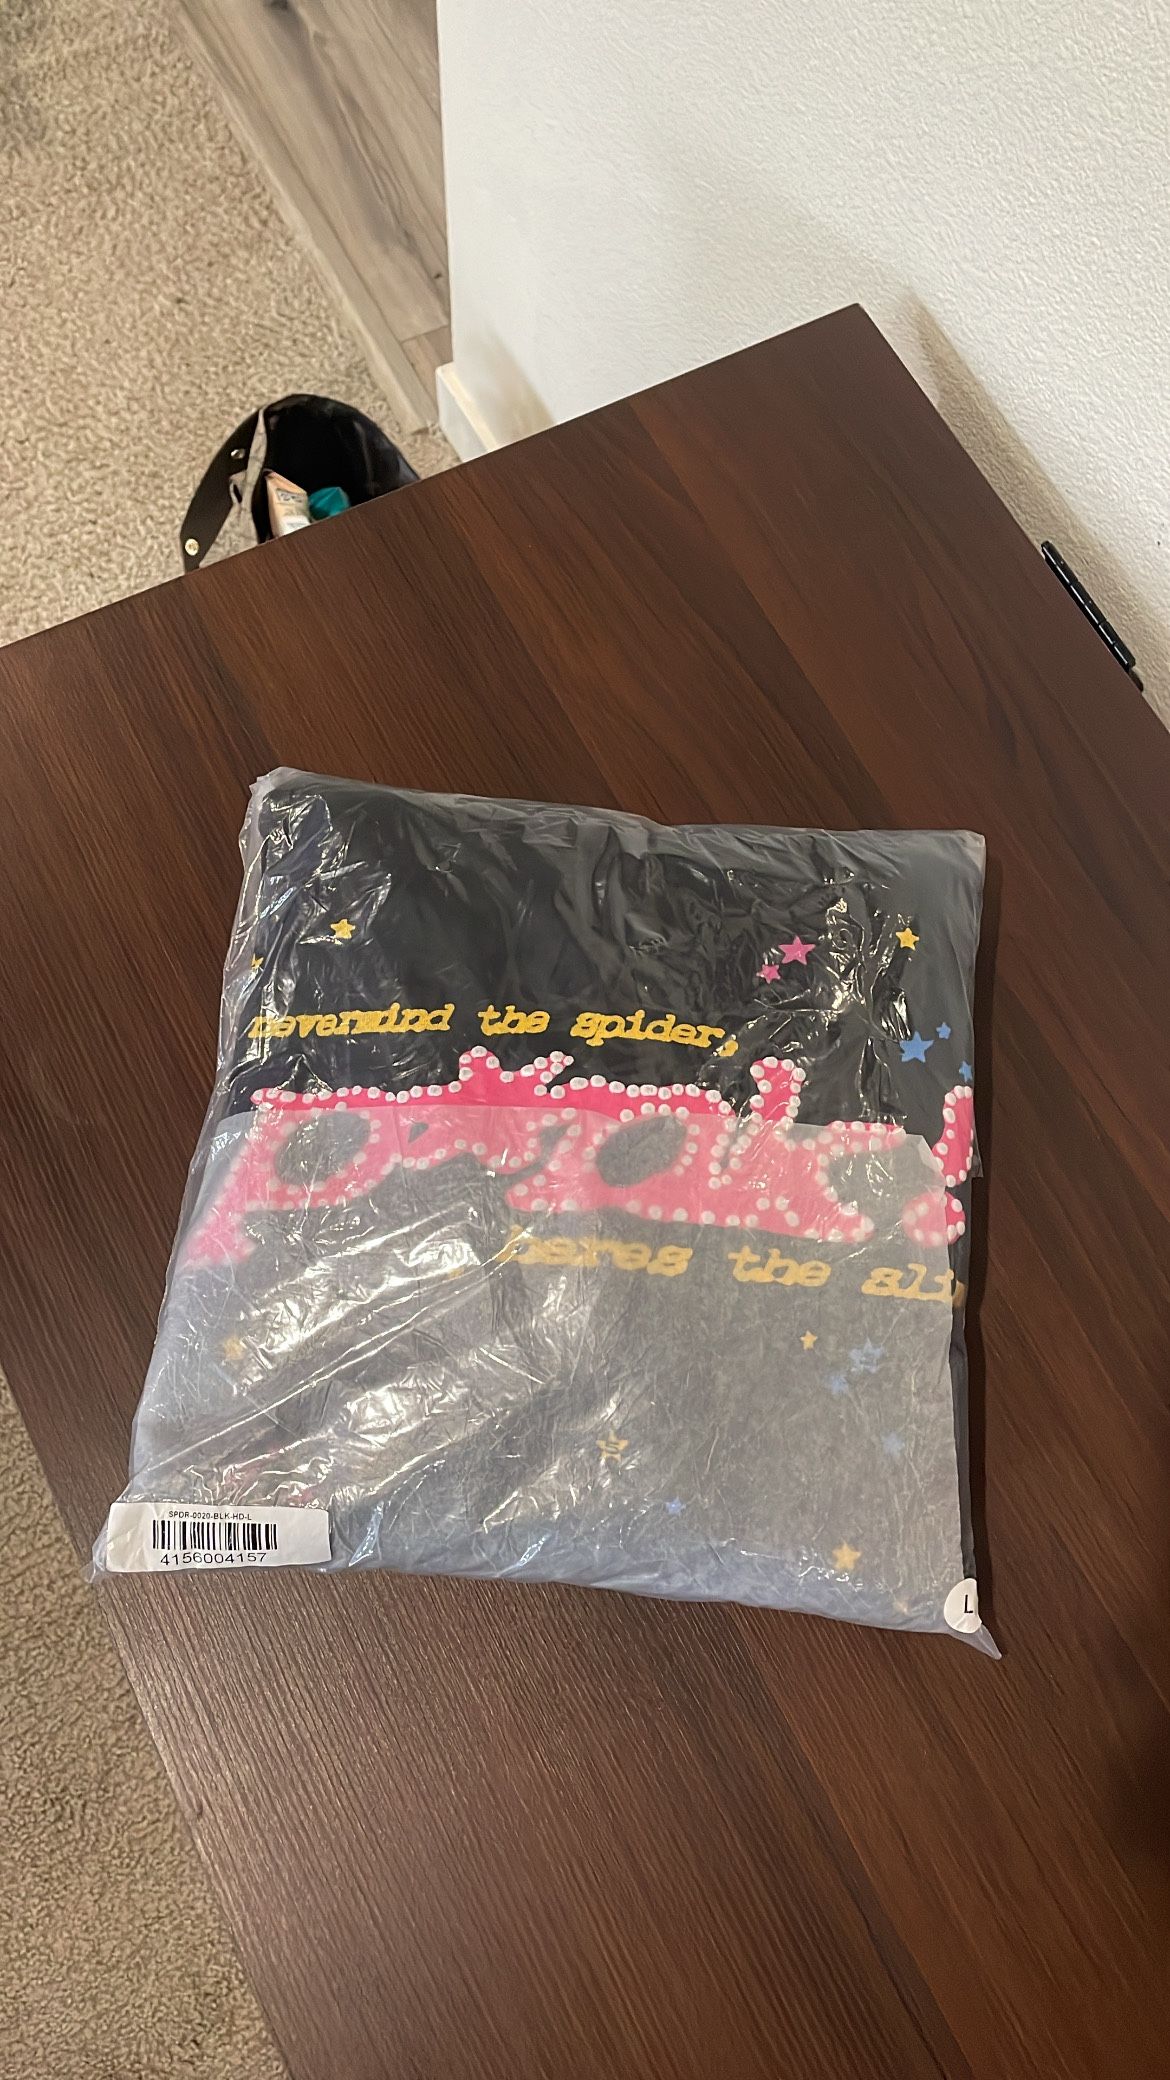 nevermind the spider,
heres the ali
SPDR-0020-BLK-HD-L
4156004157
L